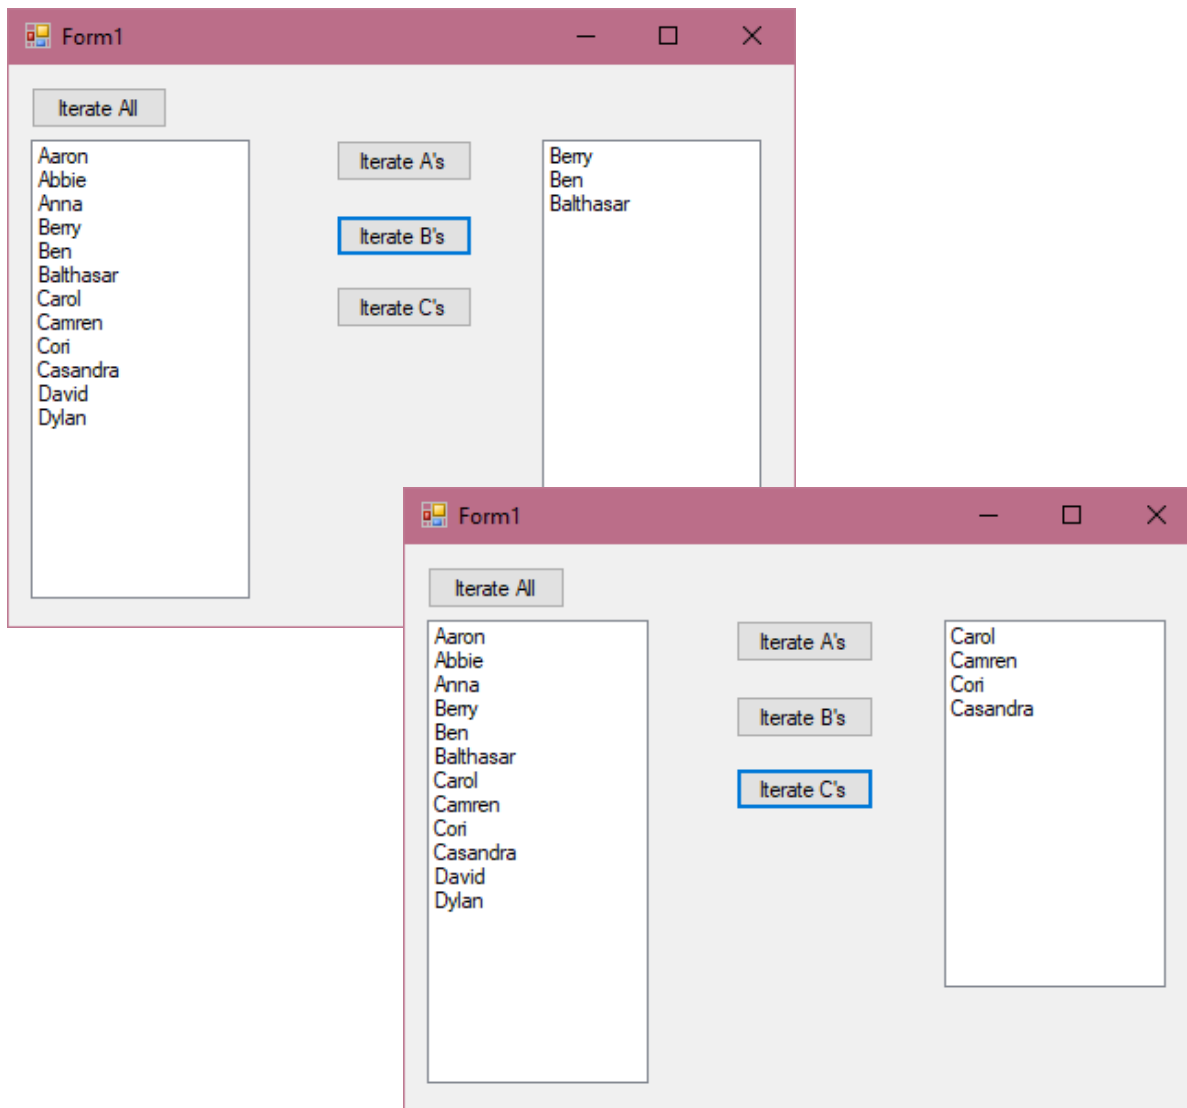 Form1
Iterate All
Aaron
Abbie
Anna
Berry
Ben
Balthasar
Carol
Camren
Cori
Casandra
David
Dylan
Iterate A's
Iterate B's
Iterate C's
Berry
Ben
Balthasar
Form1
Iterate All
Aaron
Abbie
Anna
Berry
Ben
Balthasar
Carol
Camren
Cori
Casandra
David
Dylan
Iterate A's
Iterate B's
Iterate C's
Carol
Camren
Cori
Casandra